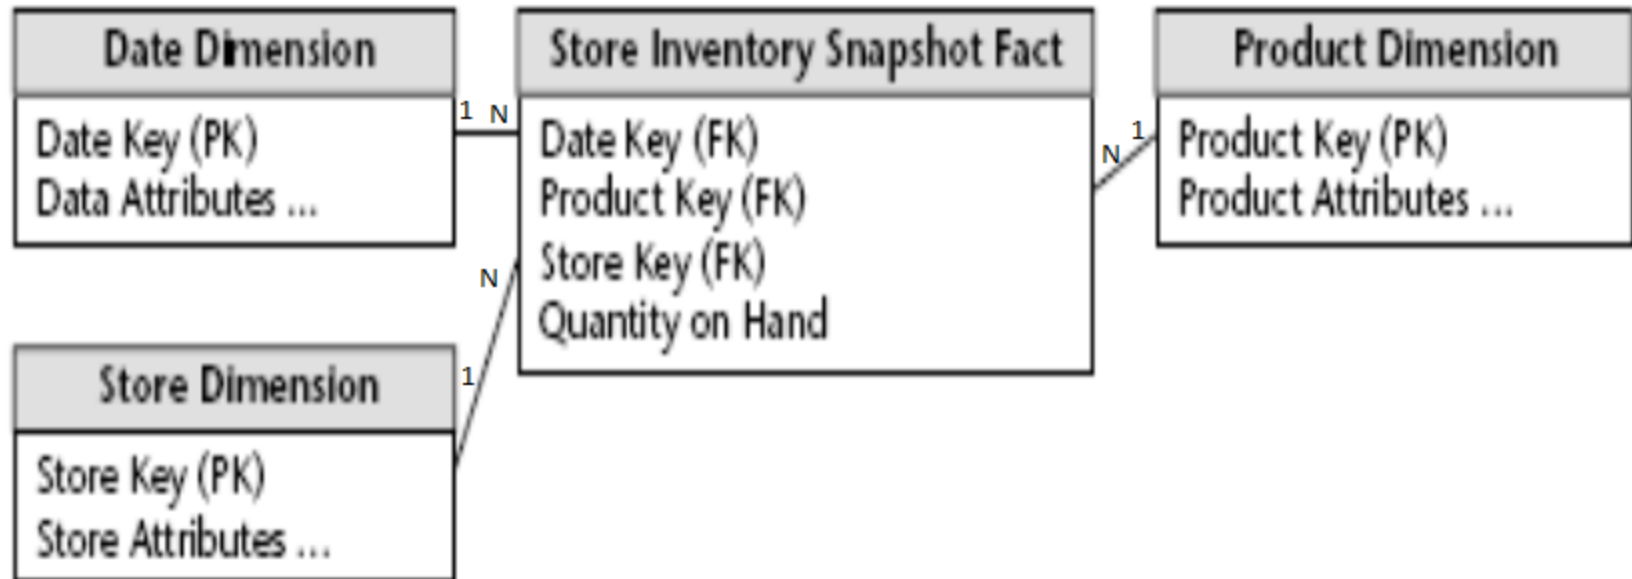 Date Dimension
Date Key (PK)
Data Attributes ...
1 N
Store Inventory Snapshot Fact
Date Key (FK)
Product Key (FK)
Store Key (FK)
Quantity on Hand
N 1
Product Dimension
Product Key (PK)
Product Attributes ...
N
1
Store Dimension
Store Key (PK)
Store Attributes ...